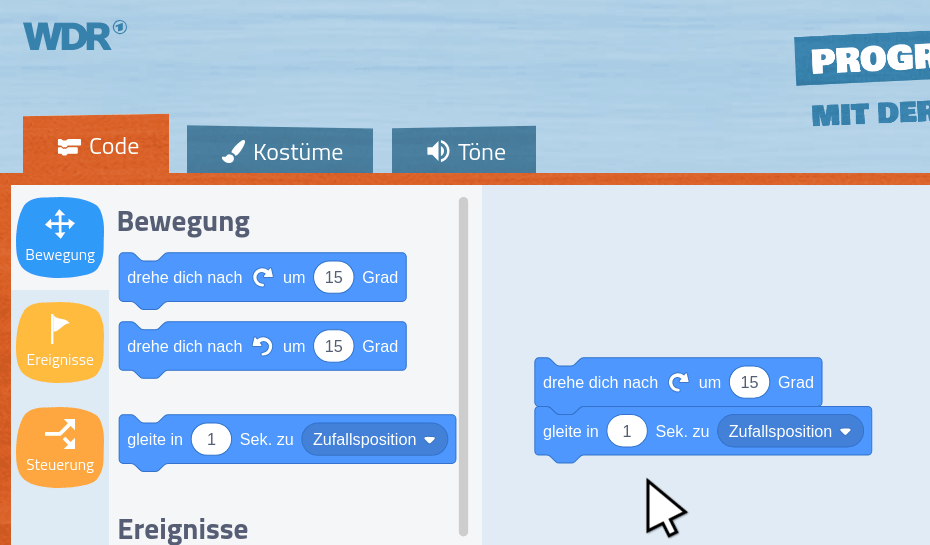 WDR
PROGR
MIT DER
Code
Kostüme
Töne
Bewegung
Ereignisse
Steuerung
Bewegung
drehe dich nach um 15 Grad
drehe dich nach um 15 Grad
gleite in 1 Sek. zu Zufallsposition
Ereignisse
drehe dich nach um 15 Grad
gleite in 1 Sek. zu Zufallsposition